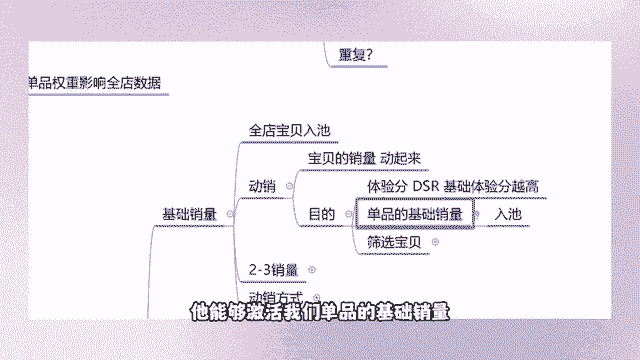 重复？
单品权重影响全店数据
全店宝贝入池
宝贝的销量 动起来
动销
体验分 DSR 基础体验分越高
基础销量
目的
单品的基础销量
入池
筛选宝贝
2-3销量
动销方式
他能够激活我们单品的基础销量